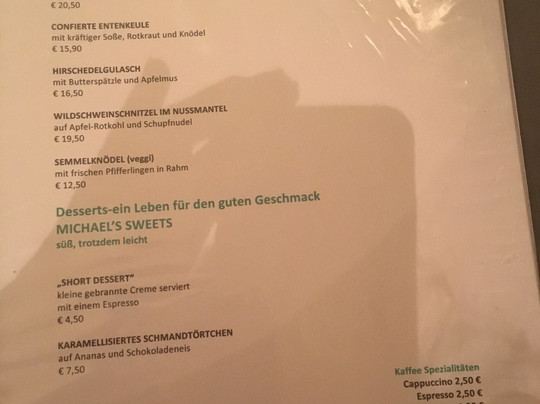 € 20,50
CONFIERTE ENTENKEULE
mit kräftiger Soße, Rotkraut und Knödel
€ 15,90
HIRSCHEDELGULASCH
mit Butterspätzle und Apfelmus
€ 16,50
WILDSCHWEINSCHNITZEL IM NUSSMANTEL
auf Apfel-Rotkohl und Schupfnudel
€ 19,50
SEMMELKNÖDEL (veggi)
mit frischen Pfifferlingen in Rahm
€ 12,50
Desserts-ein Leben für den guten Geschmack
MICHAEL'S SWEETS
süß, trotzdem leicht
„SHORT DESSERT"
kleine gebrannte Creme serviert
mit einem Espresso
€ 4,50
KARAMELLISIERTES SCHMANDTÖRTCHEN
auf Ananas und Schokoladeneis
€ 7,50
Kaffee Spezialitäten
Cappuccino 2,50 €
Espresso 2,50 €